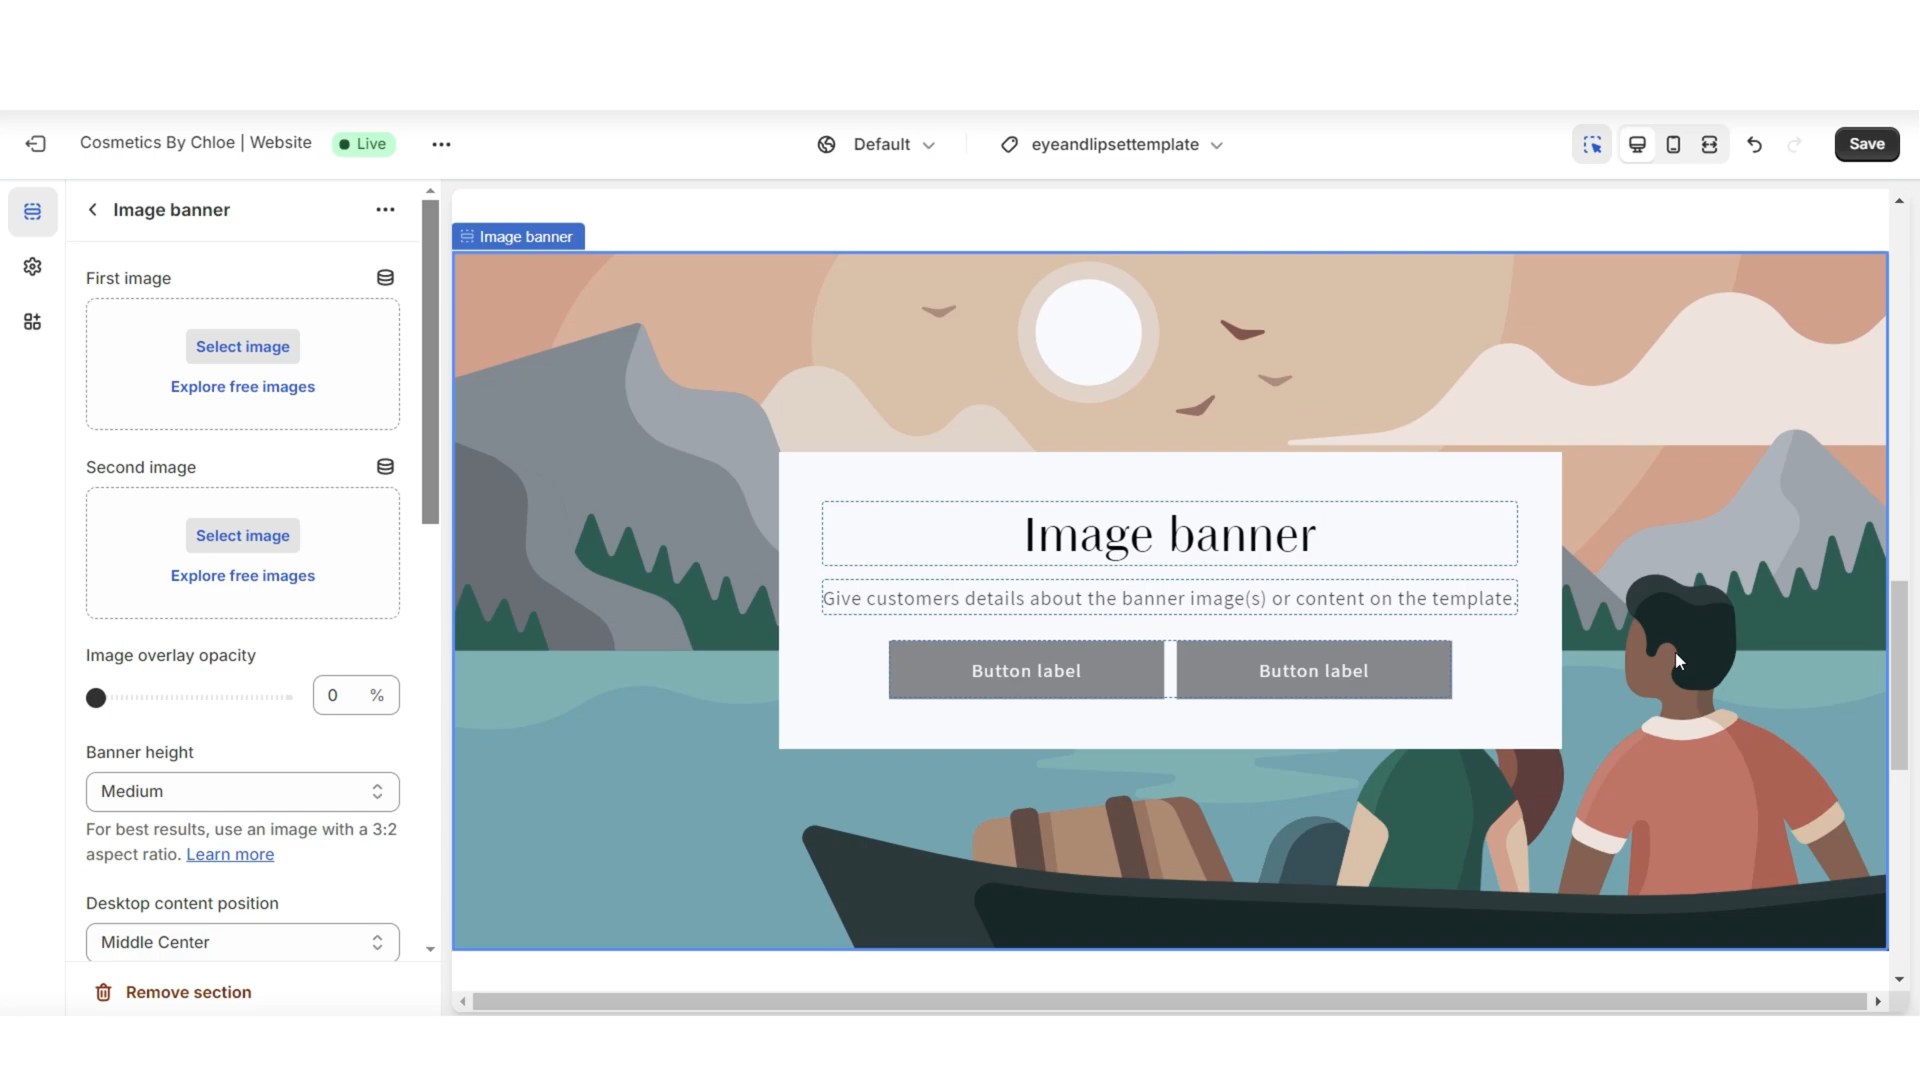 Cosmetics By Chloe | Website
Live
Default
eyeandlipsettemplate
Save
Image banner
First image
Select image
Explore free images
Second image
Select image
Explore free images
Image overlay opacity
0 %
Banner height
Medium
For best results, use an image with a 3:2
aspect ratio. Learn more
Desktop content position
Middle Center
Remove section
Image banner
Image banner
Give customers details about the banner image(s) or content on the template.
Button label
Button label